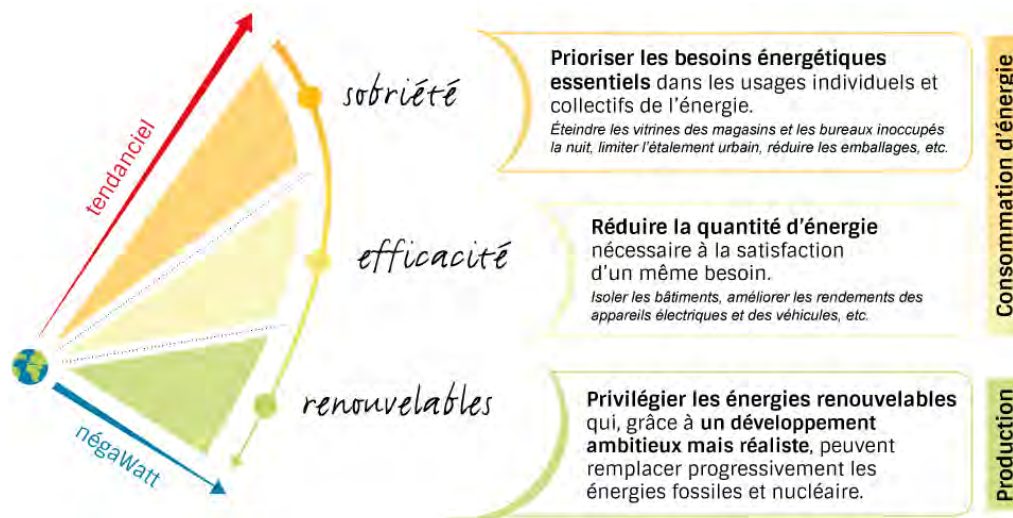 tendanciel
négaWatt
sobriété
Prioriser les besoins énergétiques
essentiels dans les usages individuels et
collectifs de l'énergie.
Éteindre les vitrines des magasins et les bureaux inoccupés
la nuit, limiter l'étalement urbain, réduire les emballages, etc.
efficacité
Réduire la quantité d'énergie
nécessaire à la satisfaction
d'un même besoin.
Isoler les bâtiments, améliorer les rendements des
appareils électriques et des véhicules, etc.
Consommation d'énergie
renouvelables
Privilégier les énergies renouvelables
qui, grâce à un développement
ambitieux mais réaliste, peuvent
remplacer progressivement les
énergies fossiles et nucléaire.
Production